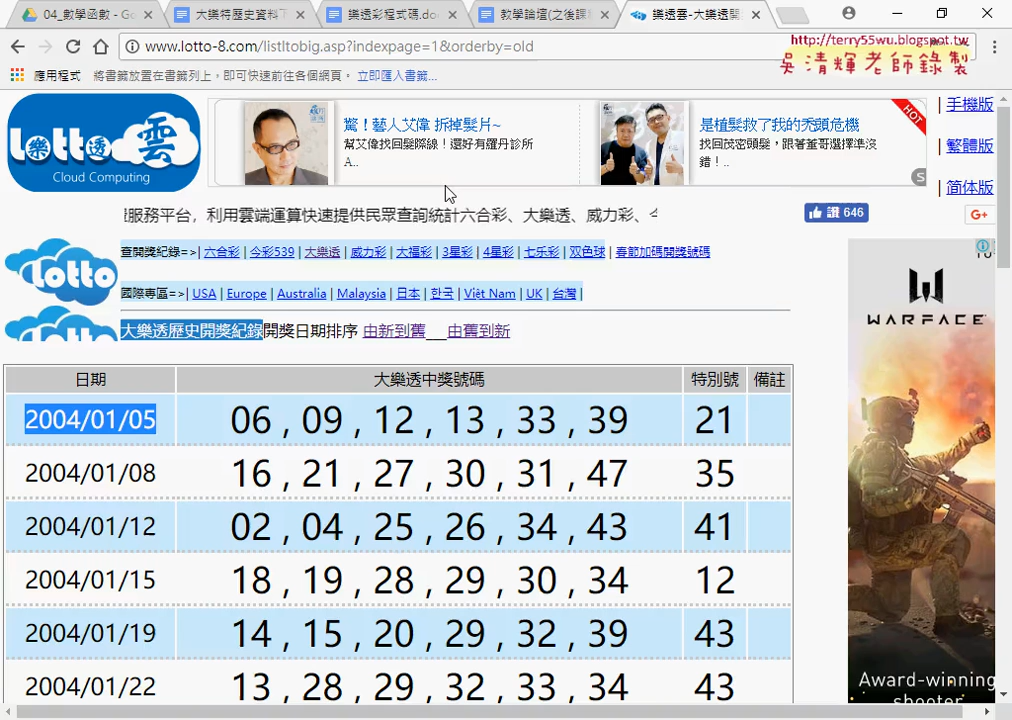 04_數學函數 - Go
大樂特歷史資料下
樂透彩程式碼.do
教學論壇(之後課
樂透雲-大樂透開
www.lotto-8.com/listltobig.asp?indexpage=1&orderby=old
http://terry55wu.blogspot.tw
吳清輝老師錄製
應用程式 將書籤放置在書籤列上，即可快速前往各個網頁。 立即匯入書籤...
lotto 樂透雲
Cloud Computing
驚！藝人艾偉 拆掉髮片~
幫艾偉找回髮際線！還好有羅丹診所
A..
是植髮救了我的禿頭危機
找回茂密頭髮，跟著董哥選擇準沒
錯！..
HOT
S
| 手機版
| 繁體版
| 简体版
服務平台，利用雲端運算快速提供民眾查詢統計六合彩、大樂透、威力彩、
讚 646
G+
lotto
查開獎紀錄=>| 六合彩 | 今彩539 | 大樂透 | 威力彩 | 大福彩 | 3星彩 | 4星彩 | 七乐彩 | 双色球 | 春節加碼開獎號碼
國際專區=>| USA | Europe | Australia | Malaysia | 日本 | 한국 | Việt Nam | UK | 台灣 |
lotto
大樂透歷史開獎紀錄開獎日期排序 由新到舊__由舊到新
日期 大樂透中獎號碼 特別號 備註
2004/01/05 06 , 09 , 12 , 13 , 33 , 39 21
2004/01/08 16 , 21 , 27 , 30 , 31 , 47 35
2004/01/12 02 , 04 , 25 , 26 , 34 , 43 41
2004/01/15 18 , 19 , 28 , 29 , 30 , 34 12
2004/01/19 14 , 15 , 20 , 29 , 32 , 39 43
2004/01/22 13 , 28 , 29 , 32 , 33 , 34 43
WARFACE
Award-winning
shooter